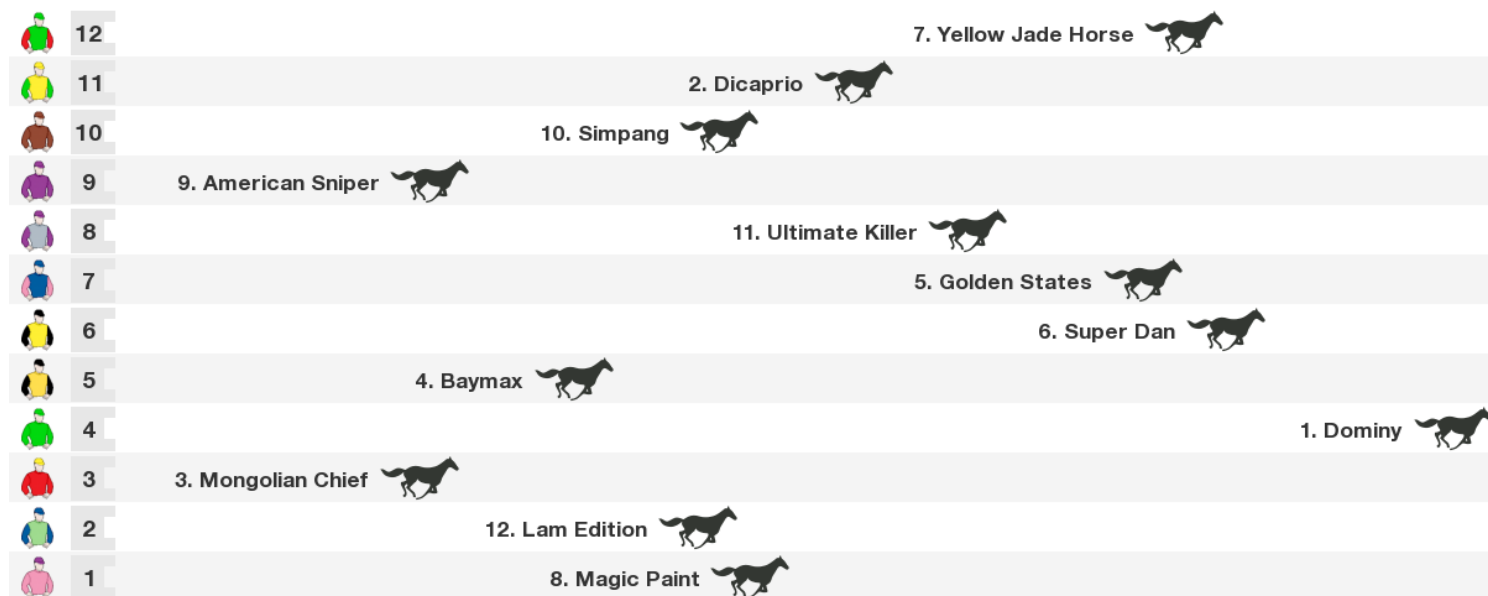 12 7. Yellow Jade Horse
11 2. Dicaprio
10 10. Simpang
9 9. American Sniper
8 11. Ultimate Killer
7 5. Golden States
6 6. Super Dan
5 4. Baymax
4 1. Dominy
3 3. Mongolian Chief
2 12. Lam Edition
1 8. Magic Paint